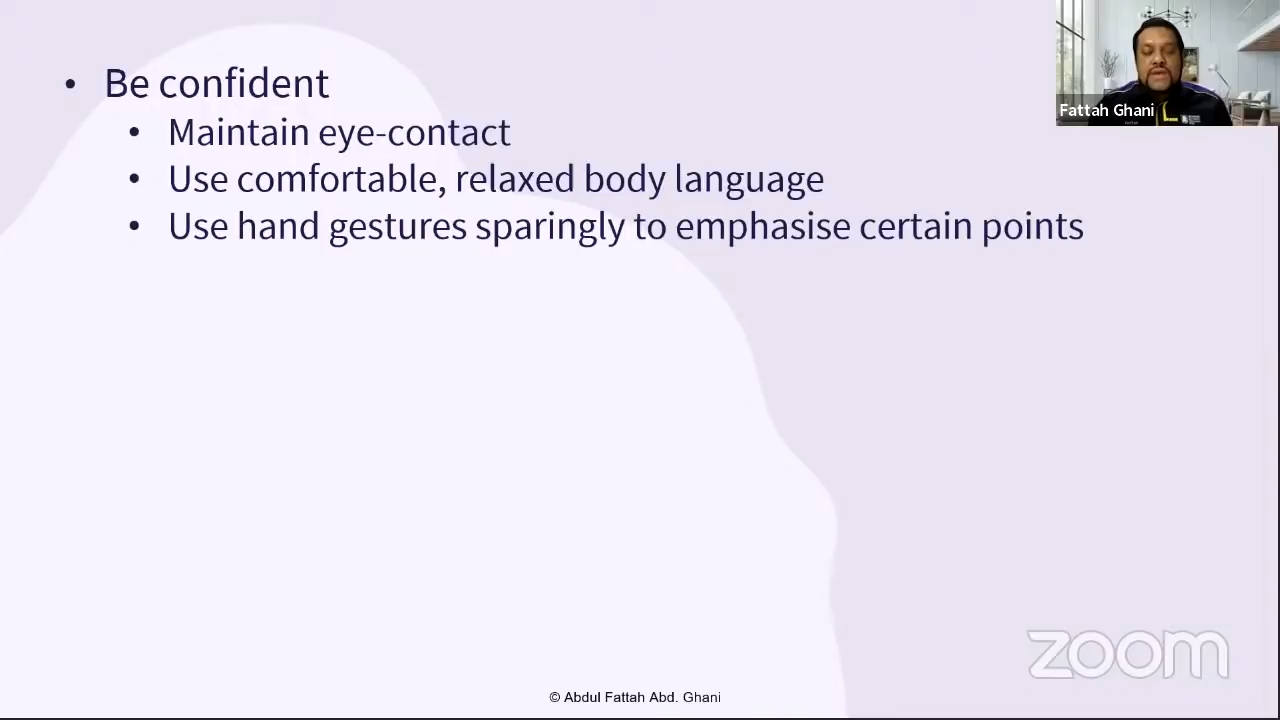 • Be confident
• Maintain eye-contact
• Use comfortable, relaxed body language
• Use hand gestures sparingly to emphasise certain points
Fattah Ghani
zoom
© Abdul Fattah Abd. Ghani